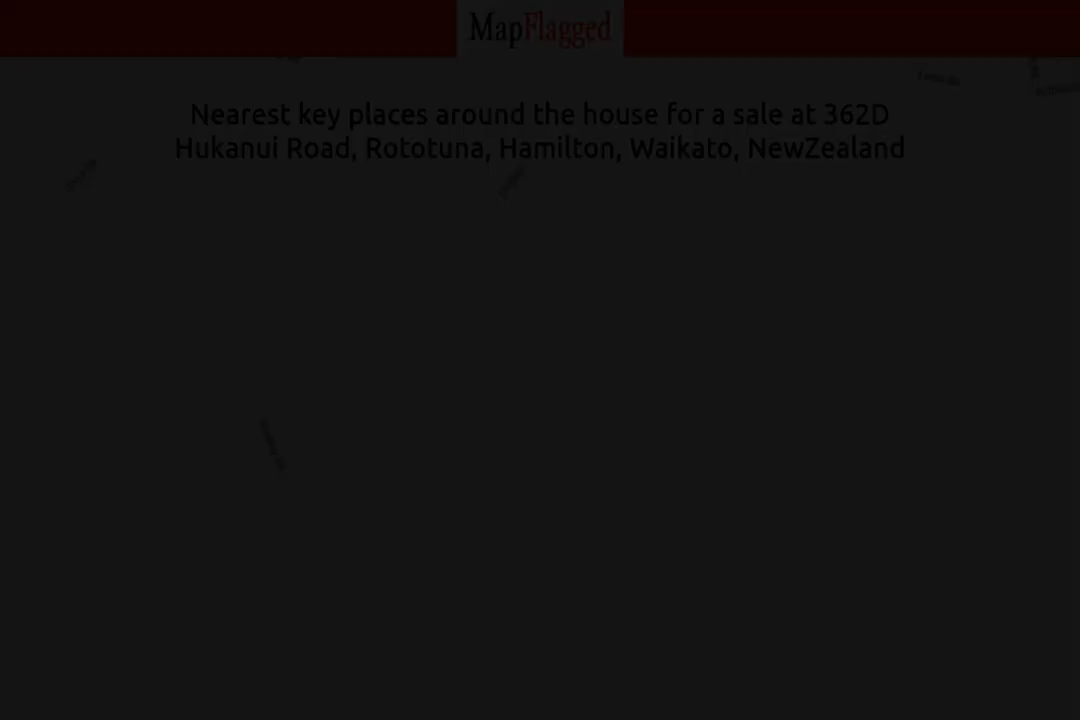 MapFlagged
Nearest key places around the house for a sale at 362D
Hukanui Road, Rototuna, Hamilton, Waikato, NewZealand